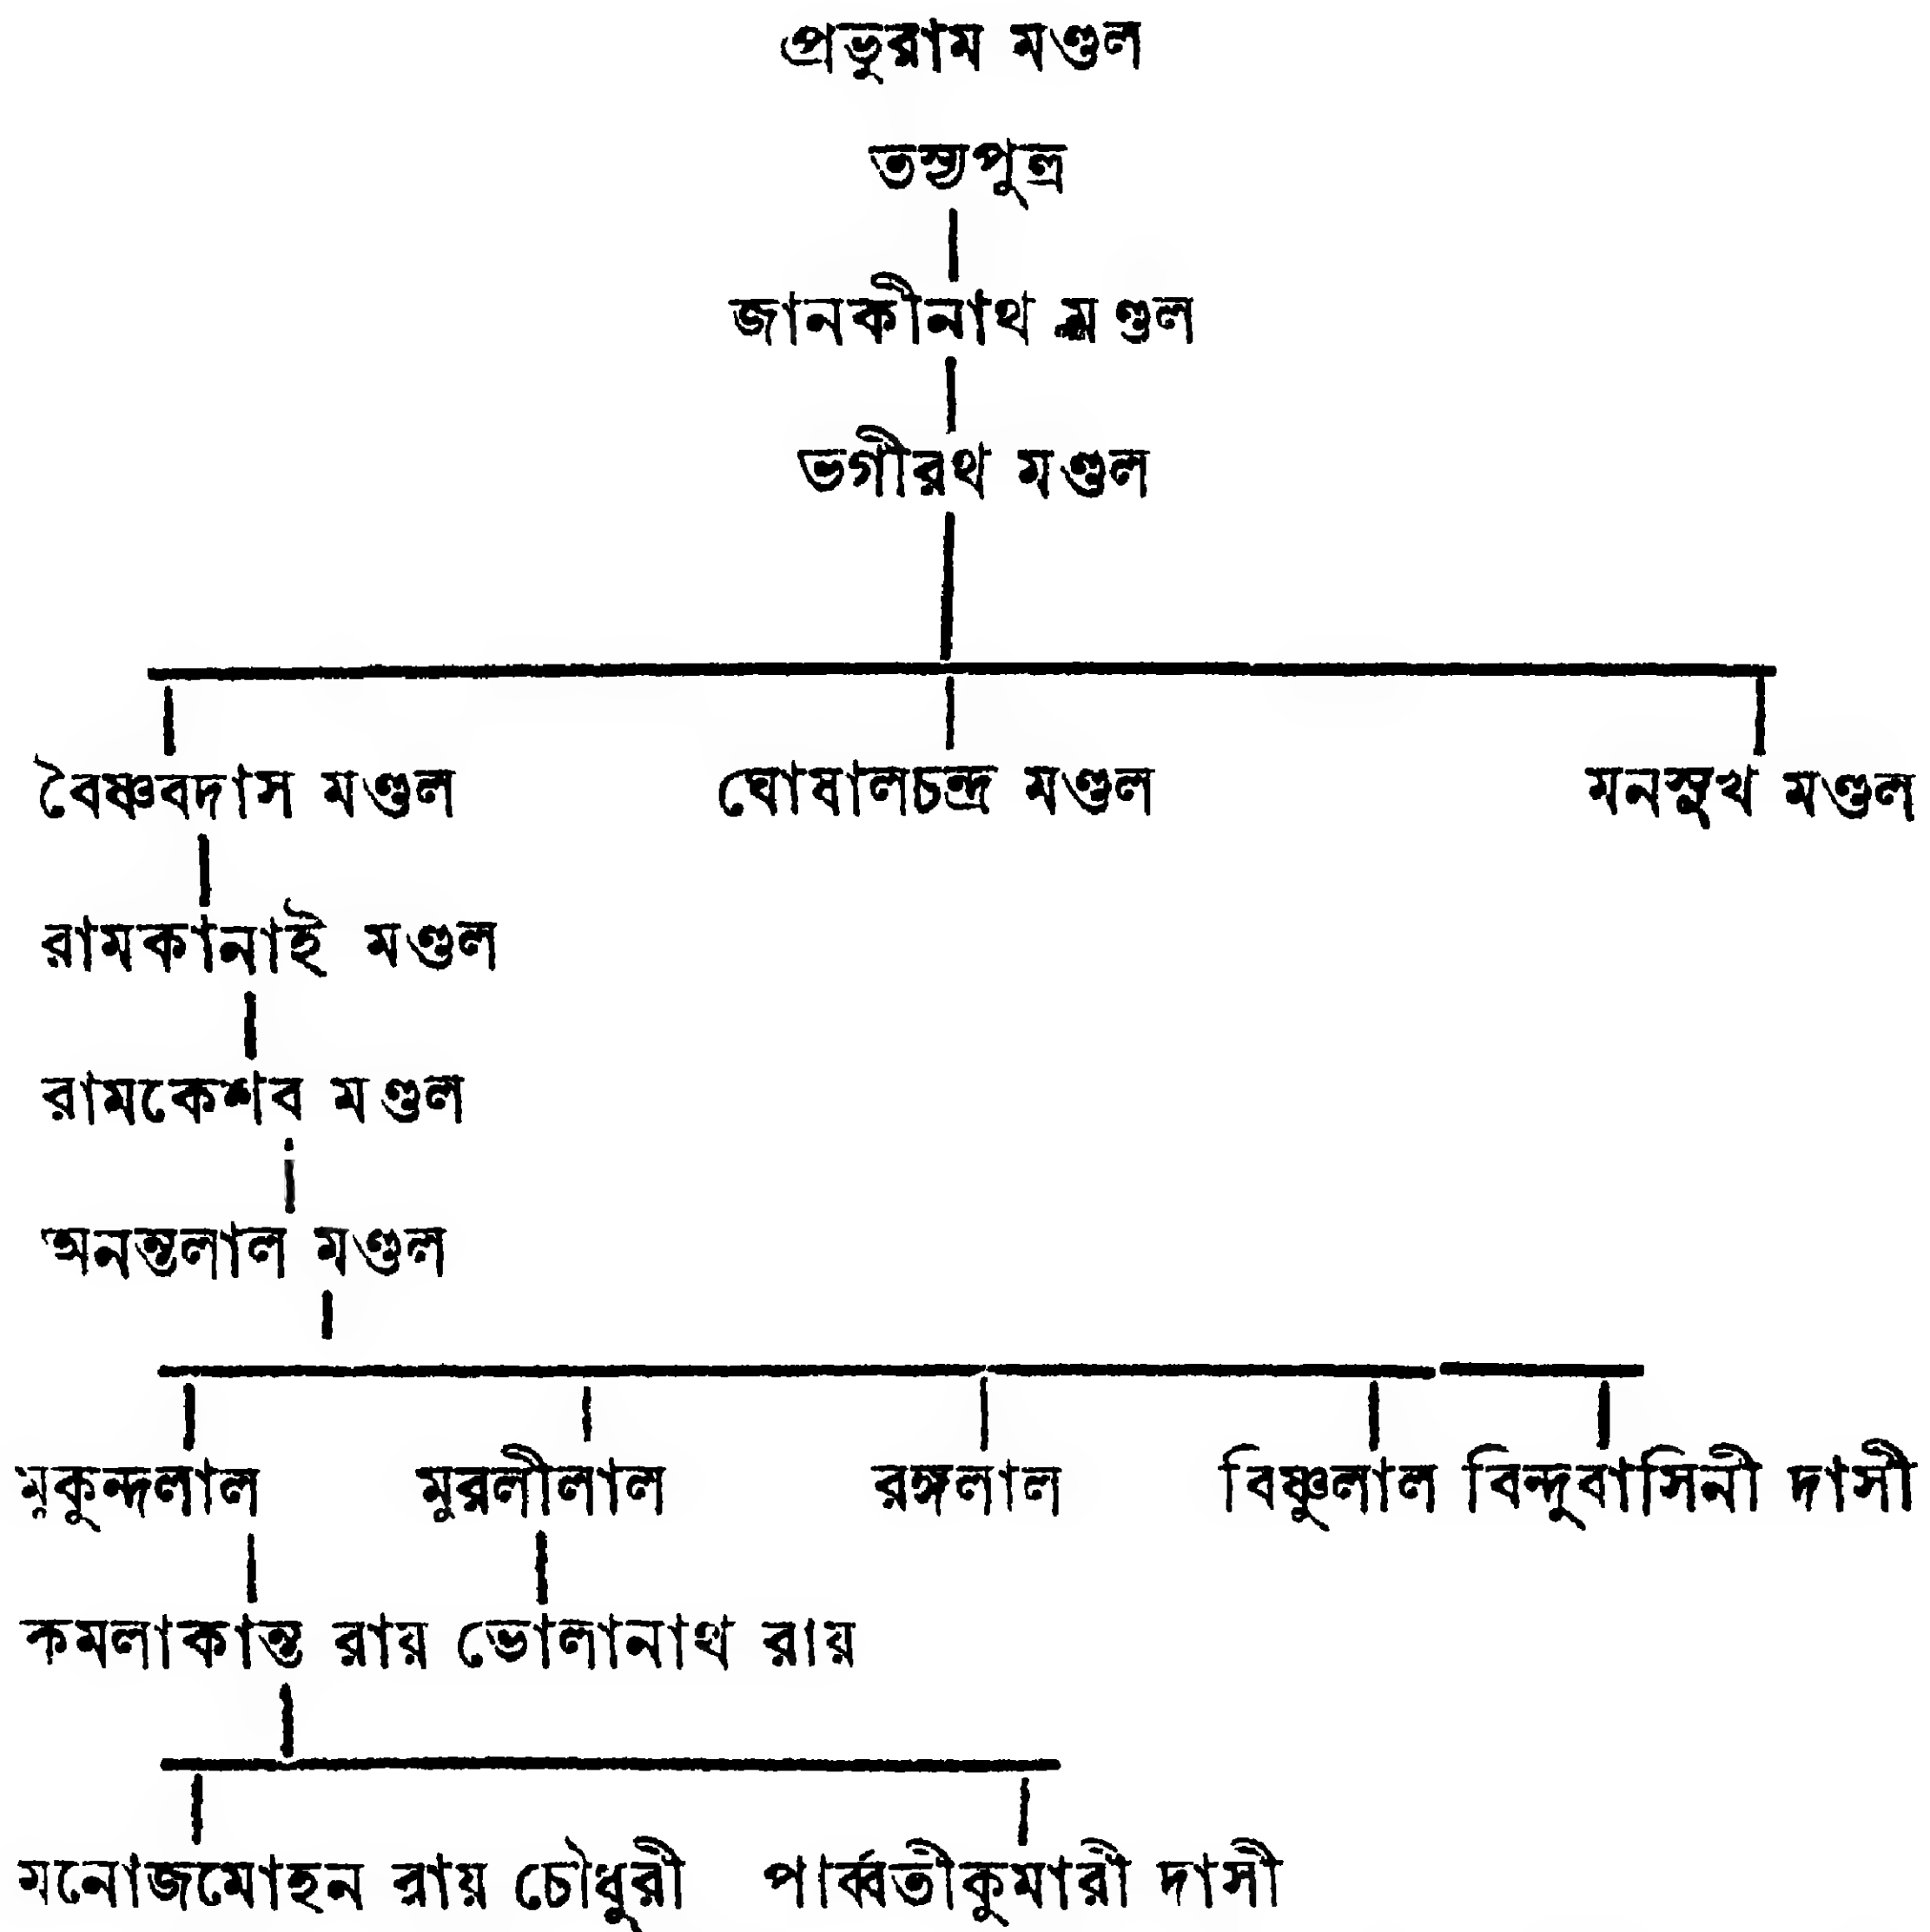 প্রভুরাম মণ্ডল
তস্যপুত্র
জানকীনাথ মণ্ডল
ভগীরথ মণ্ডল
বৈষ্ণবদাস মণ্ডল ঘোষালচন্দ্র মণ্ডল মনসুখ মণ্ডল
রামকানাই মণ্ডল
রামকেশব মণ্ডল
অনন্তলাল মণ্ডল
মুকুন্দলাল মুরলীলাল রঙ্গলাল বিষ্ণুলাল বিন্দুবাসিনী দাসী
কমলাকান্ত রায় ভোলানাথ রায়
মনোজমোহন রায় চৌধুরী পার্ব্বতীকুমারী দাসী